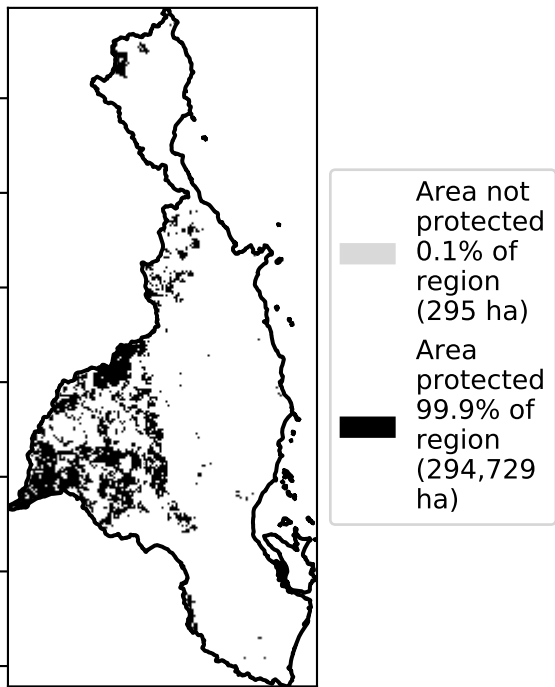 Area not
protected
0.1% of
region
(295 ha)
Area
protected
99.9% of
region
(294,729
ha)